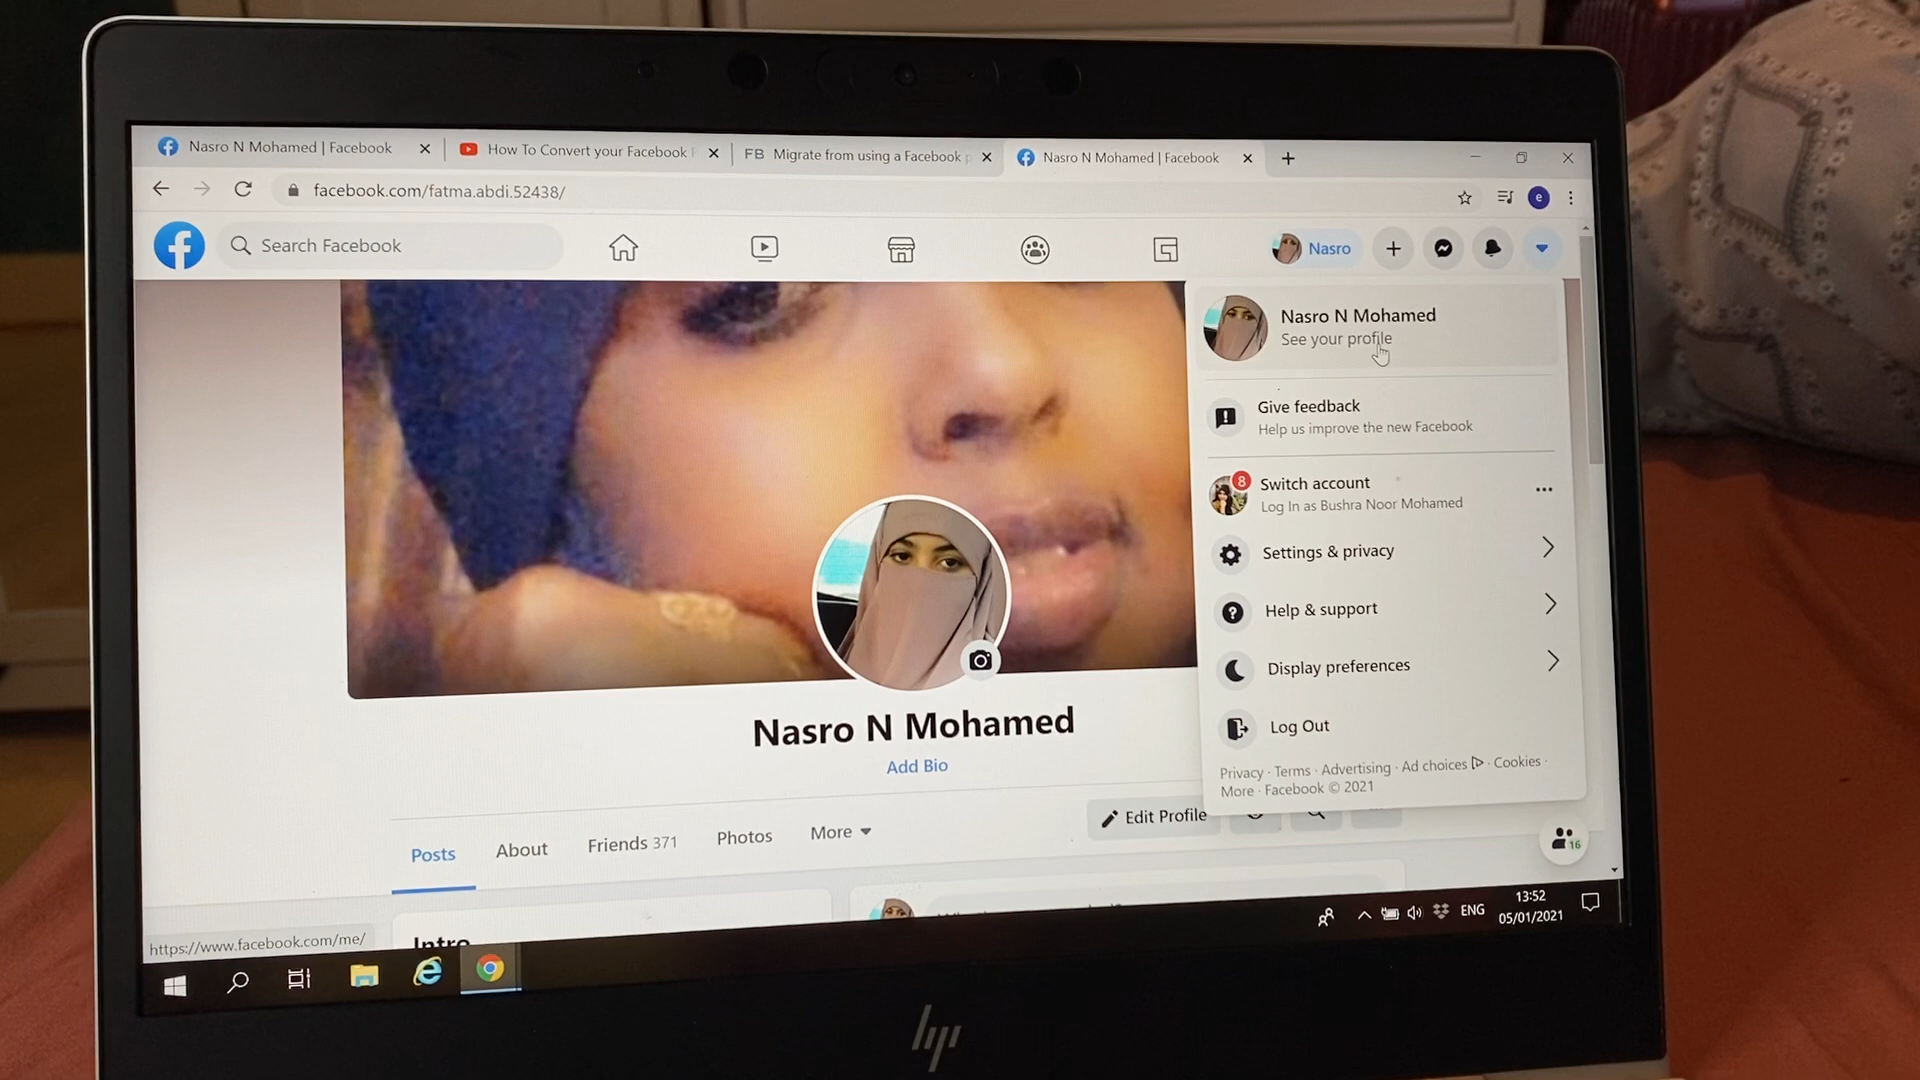 Nasro N Mohamed | Facebook
How To Convert your Facebook
FB Migrate from using a Facebook p
Nasro N Mohamed | Facebook
facebook.com/fatma.abdi.52438/
e
Search Facebook
Nasro
Nasro N Mohamed
See your profile
Give feedback
Help us improve the new Facebook
8
Switch account
Log In as Bushra Noor Mohamed
Settings & privacy
Help & support
Display preferences
Log Out
Privacy · Terms · Advertising · Ad choices · Cookies ·
More · Facebook © 2021
Nasro N Mohamed
Add Bio
Edit Profile
Posts
About
Friends 371
Photos
More
16
Intro
https://www.facebook.com/me/
ENG
13:52
05/01/2021
hp